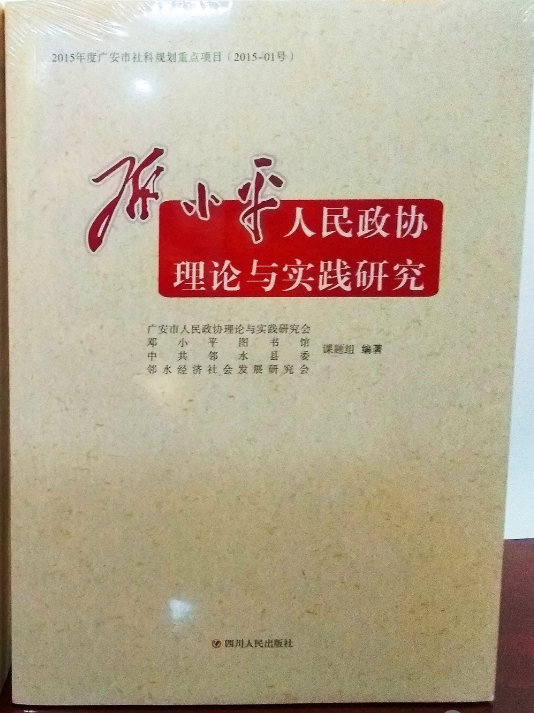 2015年度广安市社科规划重点项目（2015-01号）
邓小平人民政协
理论与实践研究
广安市人民政协理论与实践研究会
邓小平图书馆
中共邻水县委
邻水经济社会发展研究会
课题组 编著
四川人民出版社